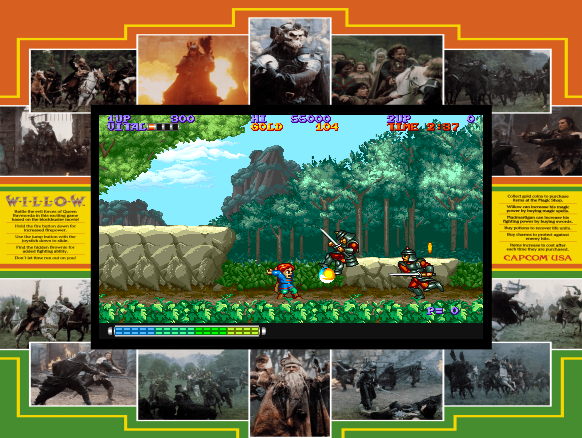 1UP 300 HI 55000 2UP 0
VITAL GOLD 104 TIME 2:37
W·I·L·L·O·W
Battle the evil forces of Queen
Bavmorda in this exciting game
based on the blockbuster movie!
Hold the fire button down for
increased firepower.
Use the jump button with the
joystick down to slide.
Find the hidden Brownie for
added fighting ability.
Don't let time run out on you!
Collect gold coins to purchase
items at the Magic Shop.
Willow can increase his magic
power by buying magic spells.
Madmartigan can increase his
fighting power by buying swords.
Buy potions to recover life units.
Buy charms to protect against
enemy hits.
Items increase in cost after
each time they are purchased.
CAPCOM USA
P= 0